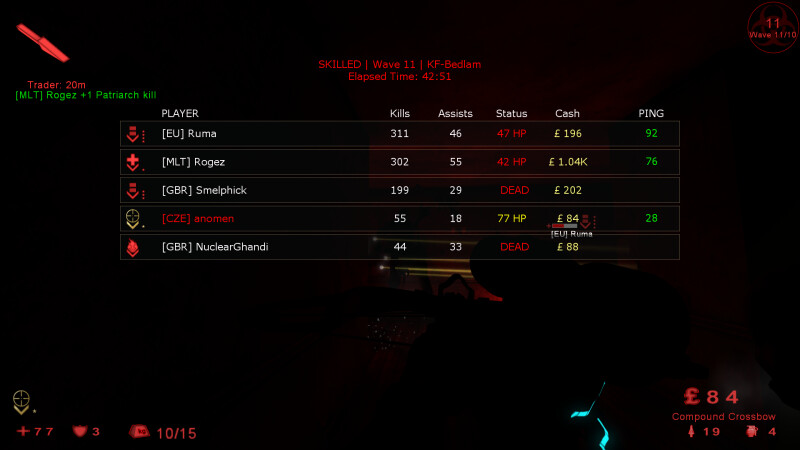 11
Wave 11/10
SKILLED | Wave 11 | KF-Bedlam
Elapsed Time: 42:51
Trader: 20m
[MLT] Rogez +1 Patriarch kill
PLAYER Kills Assists Status Cash PING
[EU] Ruma 311 46 47 HP £ 196 92
[MLT] Rogez 302 55 42 HP £ 1.04K 76
[GBR] Smelphick 199 29 DEAD £ 202
[CZE] anomen 55 18 77 HP £ 84 28
[EU] Ruma
[GBR] NuclearGhandi 44 33 DEAD £ 88
£ 84
Compound Crossbow
77 3 10/15 19 4